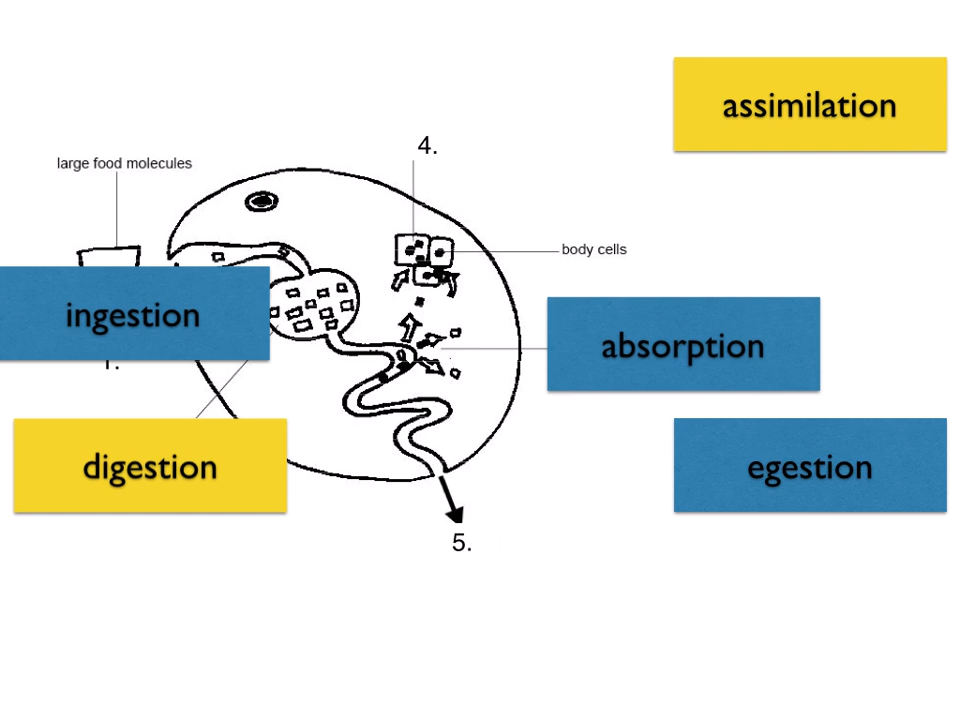 assimilation
4.
large food molecules
body cells
ingestion
absorption
1.
digestion
egestion
5.